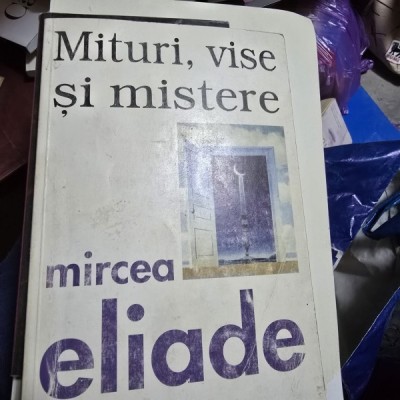 Mituri, vise
și mistere
mircea
eliade